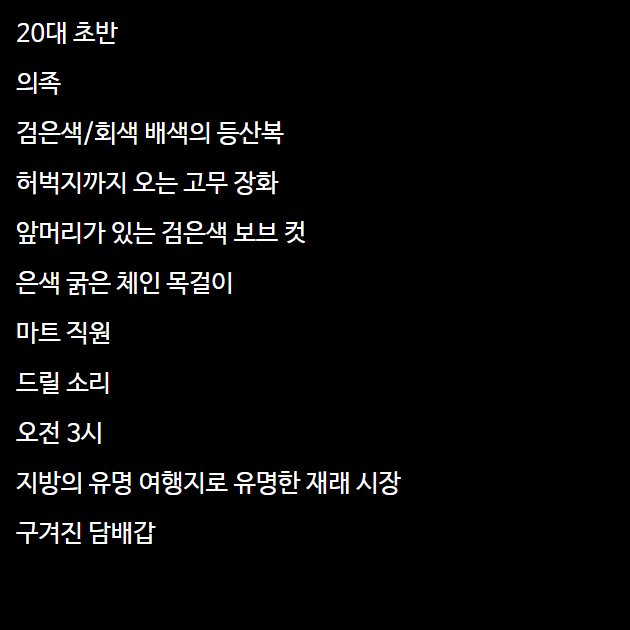 20대 초반
의족
검은색/회색 배색의 등산복
허벅지까지 오는 고무 장화
앞머리가 있는 검은색 보브 컷
은색 굵은 체인 목걸이
마트 직원
드릴 소리
오전 3시
지방의 유명 여행지로 유명한 재래 시장
구겨진 담배갑